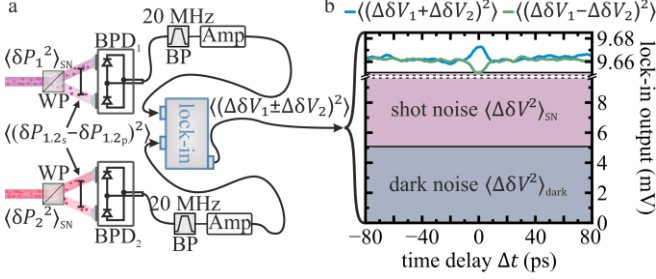 a
20 MHz
Amp
BP
⟨δP₁²⟩SN
BPD₁
WP
⟨(δP₁.₂ₛ−δP₁.₂ₚ)²⟩
lock-in
⟨(ΔδV₁±ΔδV₂)²⟩
WP
20 MHz
Amp
⟨δP₂²⟩SN
BPD₂
BP
b
⟨(ΔδV₁+ΔδV₂)²⟩ ⟨(ΔδV₁−ΔδV₂)²⟩
9.68
9.66
shot noise ⟨ΔδV²⟩SN
8
6
dark noise ⟨ΔδV²⟩dark
4
2
0
lock-in output (mV)
−80 −40 0 40 80
time delay Δt (ps)